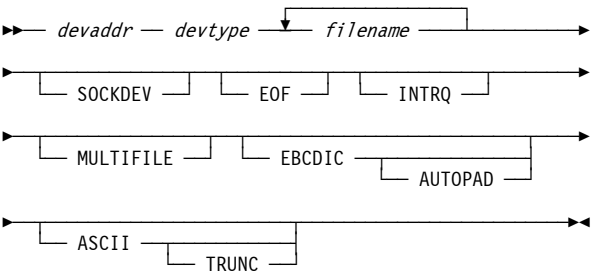 devaddr devtype filename
SOCKDEV EOF INTRQ
MULTIFILE EBCDIC
AUTOPAD
ASCII
TRUNC